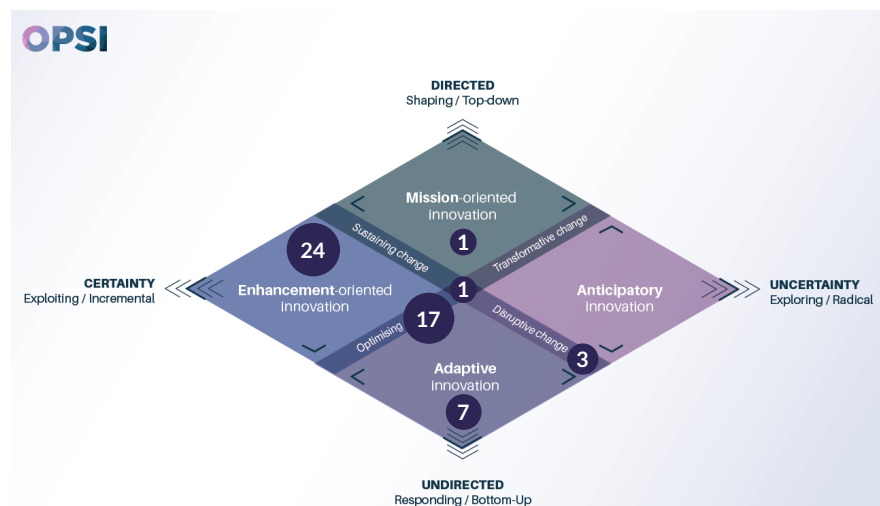 OPSI
DIRECTED
Shaping / Top-down
Mission-oriented
innovation
1
Sustaining change
Transformative change
24
CERTAINTY
Exploiting / Incremental
Enhancement-oriented
innovation
1
Anticipatory
innovation
UNCERTAINTY
Exploring / Radical
Optimising
17
Disruptive change
3
Adaptive
innovation
7
UNDIRECTED
Responding / Bottom-Up